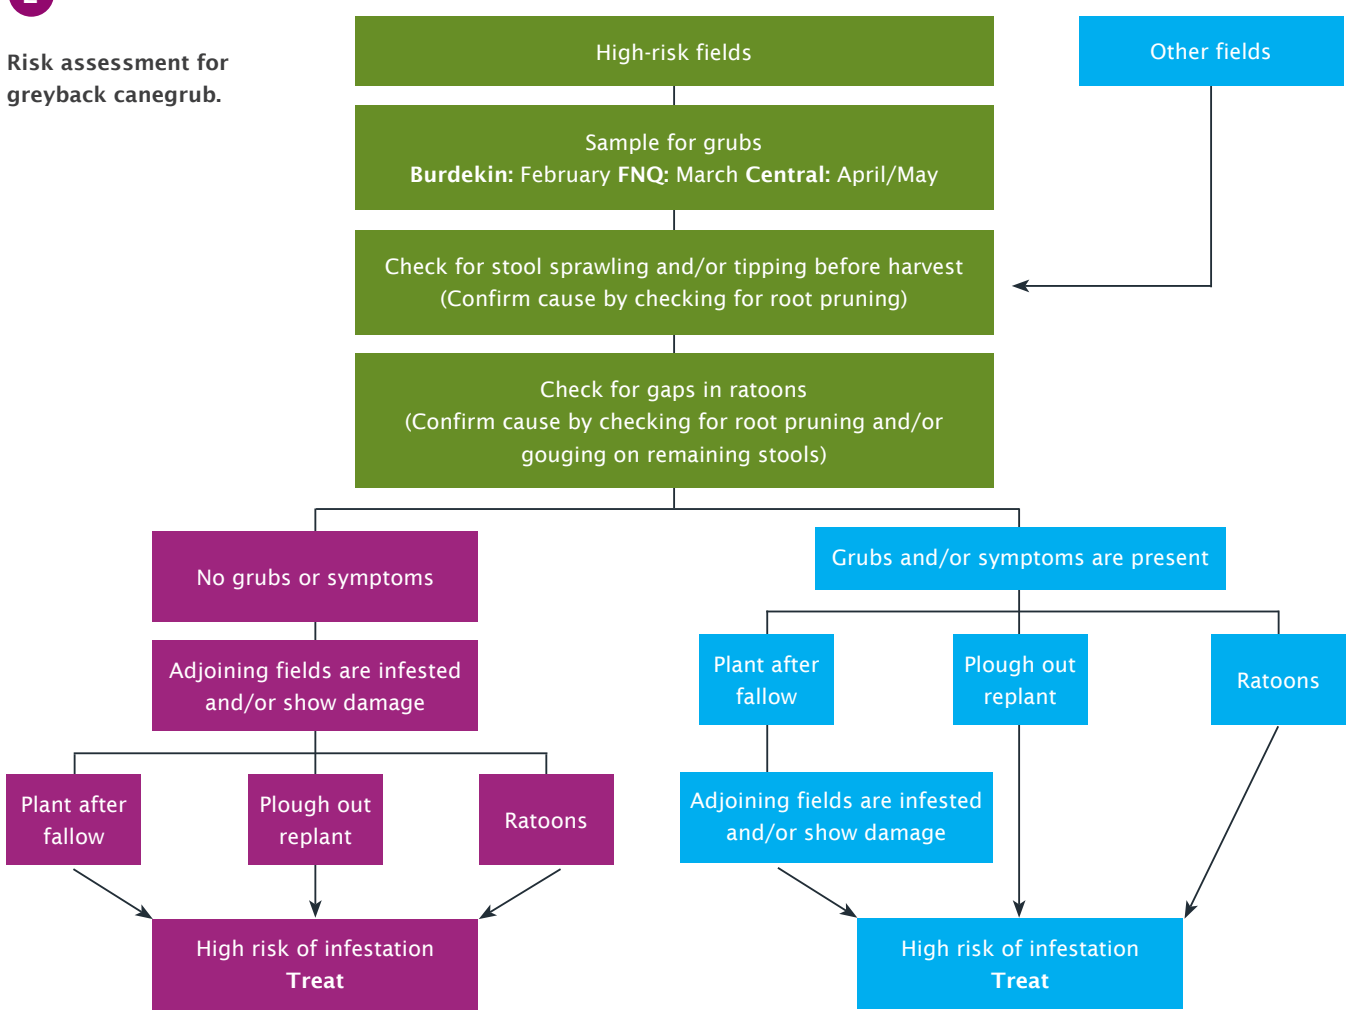 Risk assessment for
greyback canegrub.
High-risk fields
Other fields
Sample for grubs
Burdekin: February FNQ: March Central: April/May
Check for stool sprawling and/or tipping before harvest
(Confirm cause by checking for root pruning)
Check for gaps in ratoons
(Confirm cause by checking for root pruning and/or
gouging on remaining stools)
No grubs or symptoms
Grubs and/or symptoms are present
Adjoining fields are infested
and/or show damage
Plant after
fallow
Plough out
replant
Ratoons
Adjoining fields are infested
and/or show damage
Plant after
fallow
Plough out
replant
Ratoons
High risk of infestation
Treat
High risk of infestation
Treat